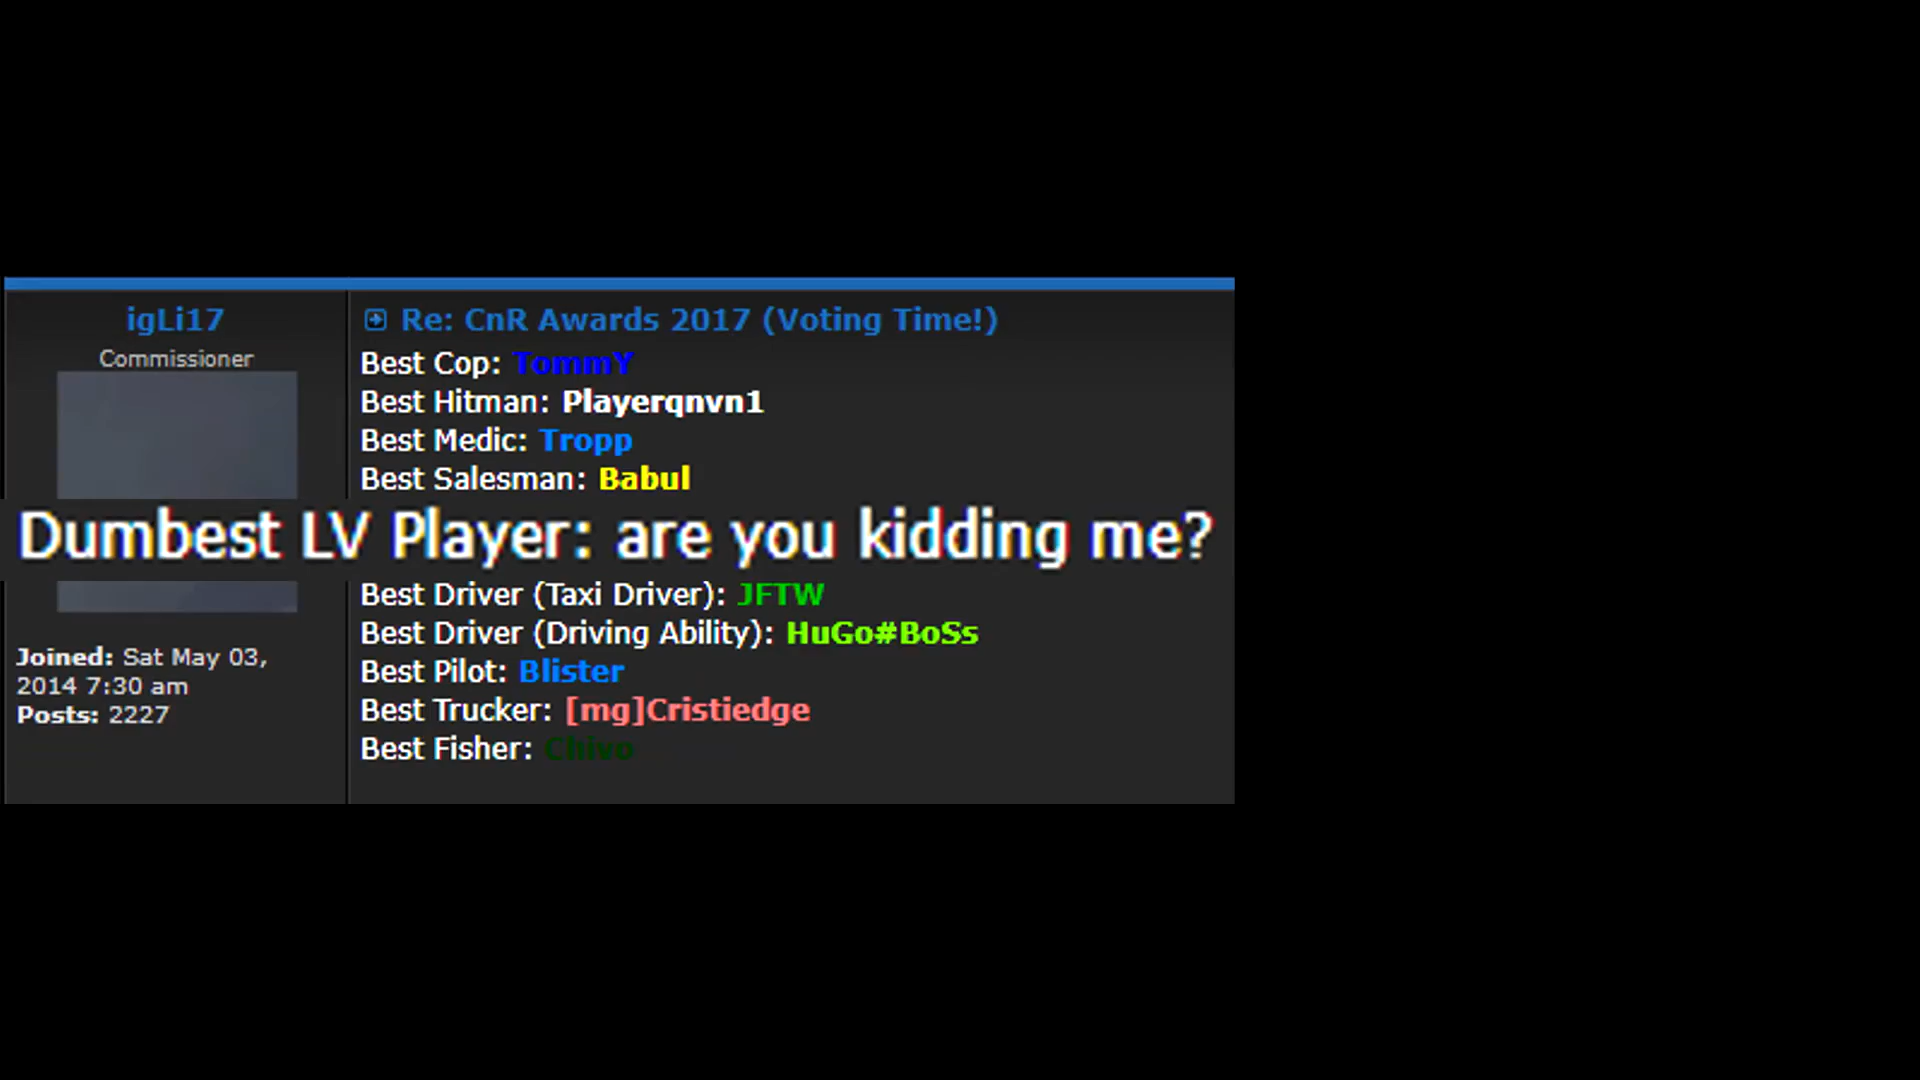 igLi17
Commissioner
Joined: Sat May 03,
2014 7:30 am
Posts: 2227
Re: CnR Awards 2017 (Voting Time!)
Best Cop: TommY
Best Hitman: Playerqnvn1
Best Medic: Tropp
Best Salesman: Babul
Dumbest LV Player: are you kidding me?
Best Driver (Taxi Driver): JFTW
Best Driver (Driving Ability): HuGo#BoSs
Best Pilot: Blister
Best Trucker: [mg]Cristiedge
Best Fisher: Chivo